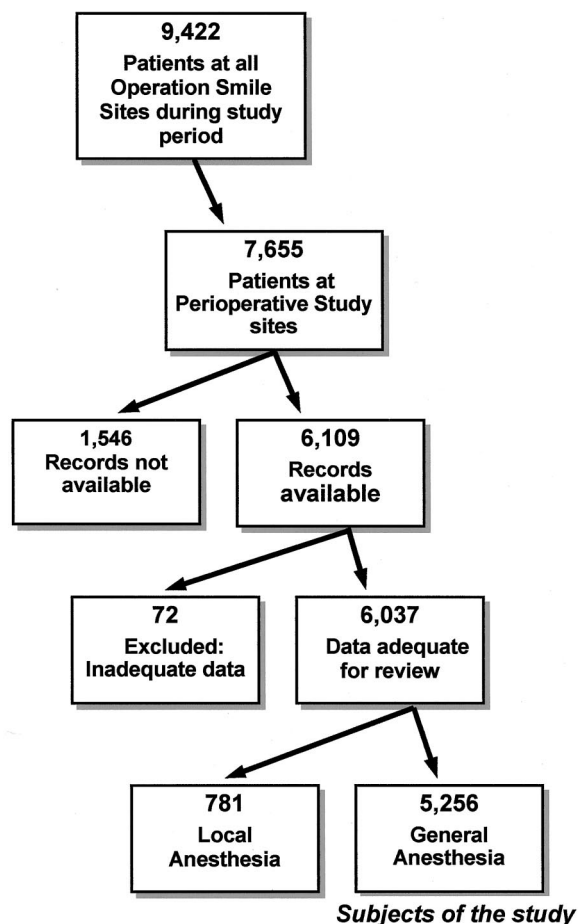 9,422
Patients at all
Operation Smile
Sites during study
period
7,655
Patients at
Perioperative Study
sites
1,546
Records not
available
6,109
Records
available
72
Excluded:
Inadequate data
6,037
Data adequate
for review
781
Local
Anesthesia
5,256
General
Anesthesia
Subjects of the study